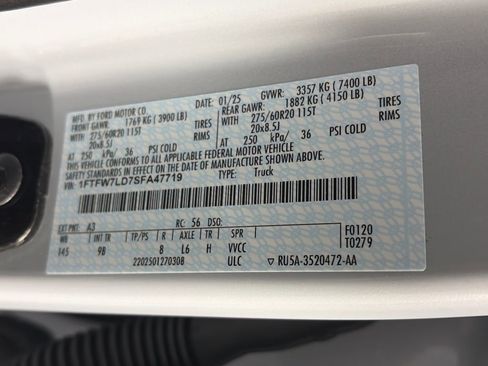 MFD. BY FORD MOTOR CO. 01/25 GVWR: 3357 KG ( 7400 LB)
FRONT GAWR: 1769 KG ( 3900 LB) REAR GAWR: 1882 KG ( 4150 LB)
WITH 275/60R20 115T TIRES WITH 275/60R20 115T TIRES
20x8.5J RIMS 20x8.5J RIMS
AT 250 kPa/ 36 PSI COLD AT 250 kPa/ 36 PSI COLD
THIS VEHICLE CONFORMS TO ALL APPLICABLE FEDERAL MOTOR VEHICLE
SAFETY STANDARDS IN EFFECT ON THE DATE OF MANUFACTURE SHOWN ABOVE.
VIN: 1FTFW7LD7SFA47719 TYPE: Truck
EXT PNT: A3 RC: 56 DSO: F0120
T0279
WB INT TR TP/PS R AXLE TR SPR
145 9B 8 L6 H VVCC
2202501270308 ULC ▽ RU5A-3520472-AA